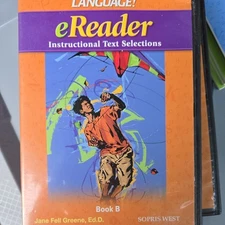 LANGUAGE!
eReader
Instructional Text Selections
Book B
Jane Fell Greene, Ed.D.
SOPRIS WEST